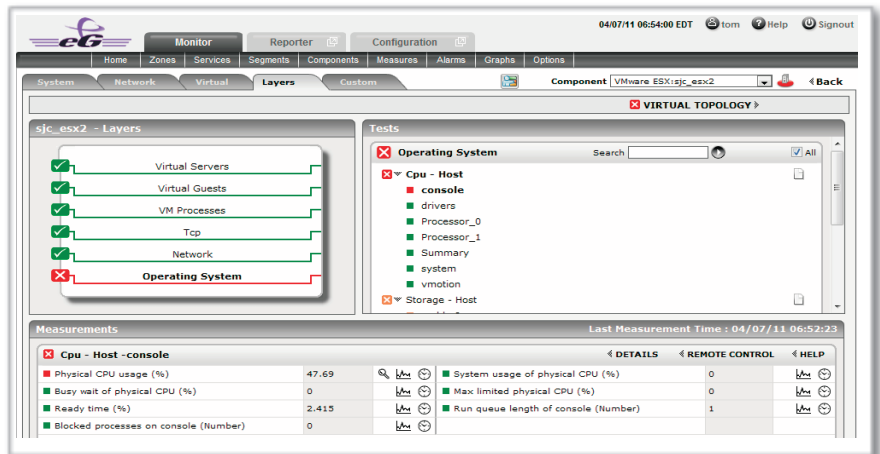 04/07/11 06:54:00 EDT tom Help Signout
eG
Monitor Reporter Configuration
Home Zones Services Segments Components Measures Alarms Graphs Options
System Network Virtual Layers Custom Component VMware ESX:sjc_esx2 Back
VIRTUAL TOPOLOGY
sjc_esx2 - Layers
Virtual Servers
Virtual Guests
VM Processes
Tcp
Network
Operating System
Tests
Operating System Search All
Cpu - Host
console
drivers
Processor_0
Processor_1
Summary
system
vmotion
Storage - Host
Measurements Last Measurement Time : 04/07/11 06:52:23
Cpu - Host -console DETAILS REMOTE CONTROL HELP
Physical CPU usage (%) 47.69 System usage of physical CPU (%) 0
Busy wait of physical CPU (%) 0 Max limited physical CPU (%) 0
Ready time (%) 2.415 Run queue length of console (Number) 1
Blocked processes on console (Number) 0